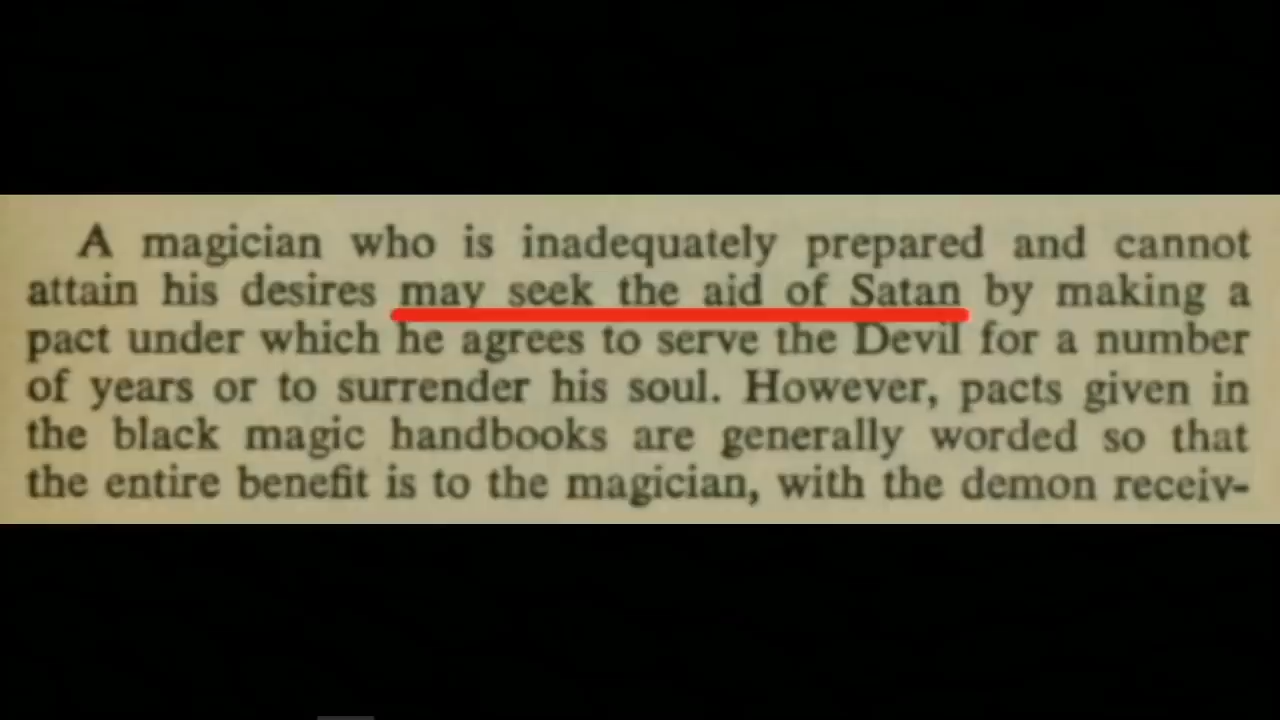 A magician who is inadequately prepared and cannot
attain his desires may seek the aid of Satan by making a
pact under which he agrees to serve the Devil for a number
of years or to surrender his soul. However, pacts given in
the black magic handbooks are generally worded so that
the entire benefit is to the magician, with the demon receiv-